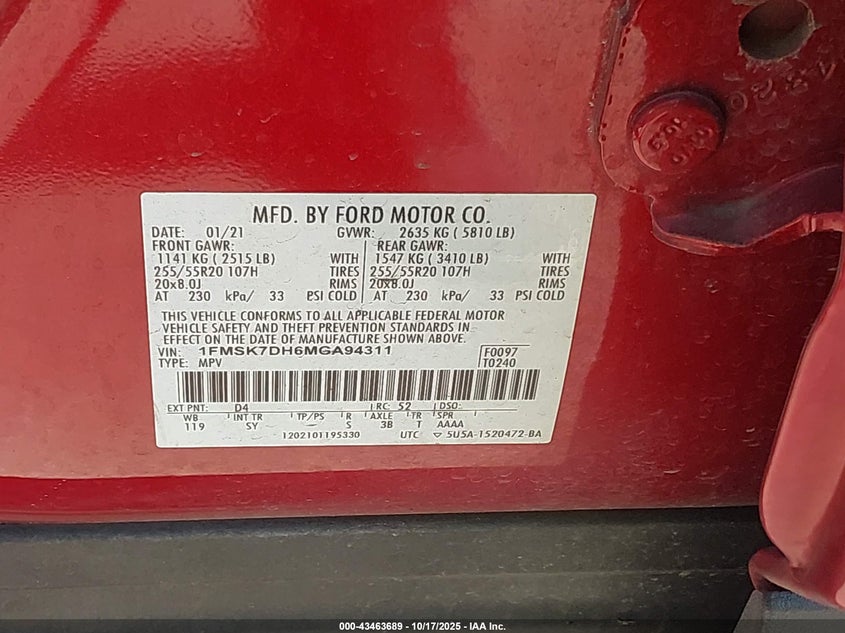 MFD. BY FORD MOTOR CO.
DATE: 01/21 GVWR: 2635 KG ( 5810 LB)
FRONT GAWR: REAR GAWR:
1141 KG ( 2515 LB) WITH 1547 KG ( 3410 LB) WITH
255/55R20 107H TIRES 255/55R20 107H TIRES
20x8.0J RIMS 20x8.0J RIMS
AT 230 kPa/ 33 PSI COLD AT 230 kPa/ 33 PSI COLD
THIS VEHICLE CONFORMS TO ALL APPLICABLE FEDERAL MOTOR
VEHICLE SAFETY AND THEFT PREVENTION STANDARDS IN
EFFECT ON THE DATE OF MANUFACTURE SHOWN ABOVE.
VIN: 1FMSK7DH6MGA94311 F0097
TYPE: MPV T0240
EXT PNT: D4 RC: 52 DSO:
WB INT TR TP/PS R AXLE TR SPR
119 SY S 3B T AAAA
1202101195330 UTC 5U5A-1520472-BA
000-43463689 - 10/17/2025 - IAA Inc.